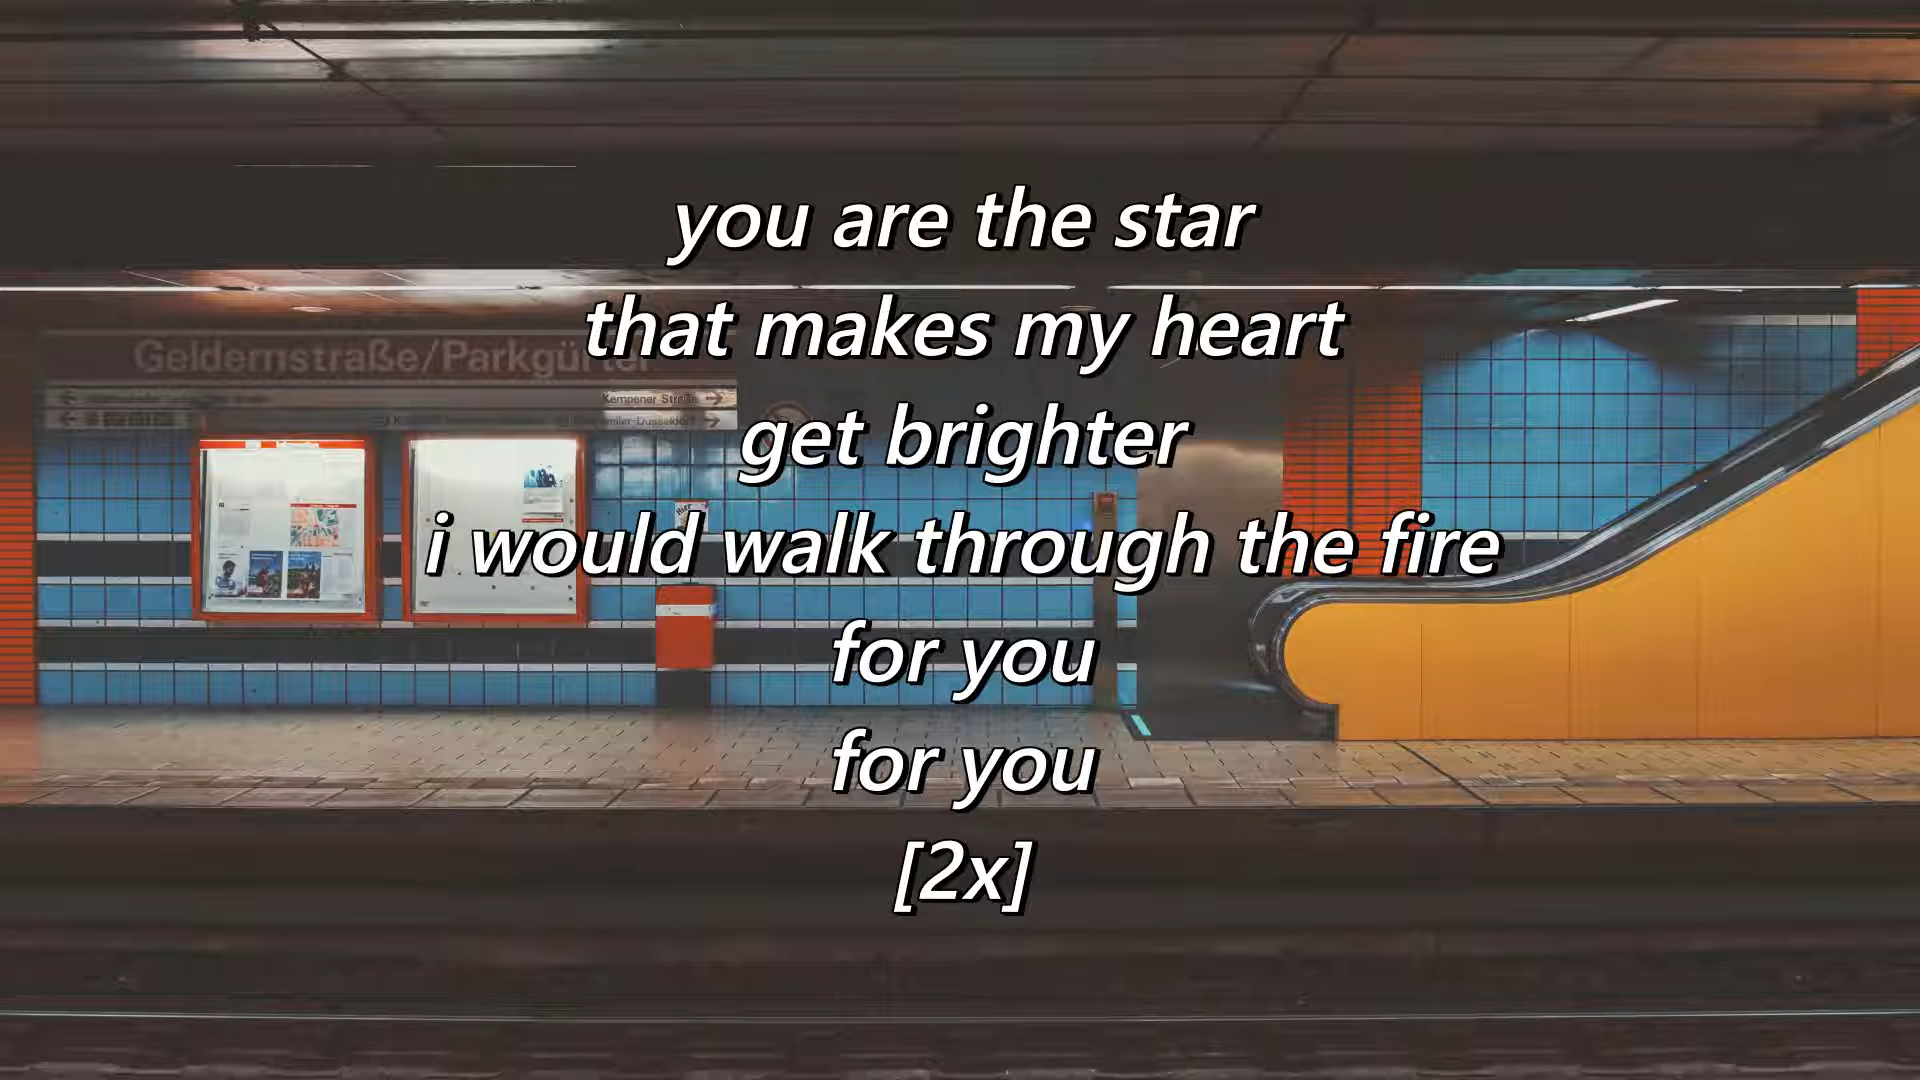 you are the star
that makes my heart
Geldernstraße/Parkgürtel
Kempener Straße
get brighter
Hier
i would walk through the fire
for you
for you
[2x]